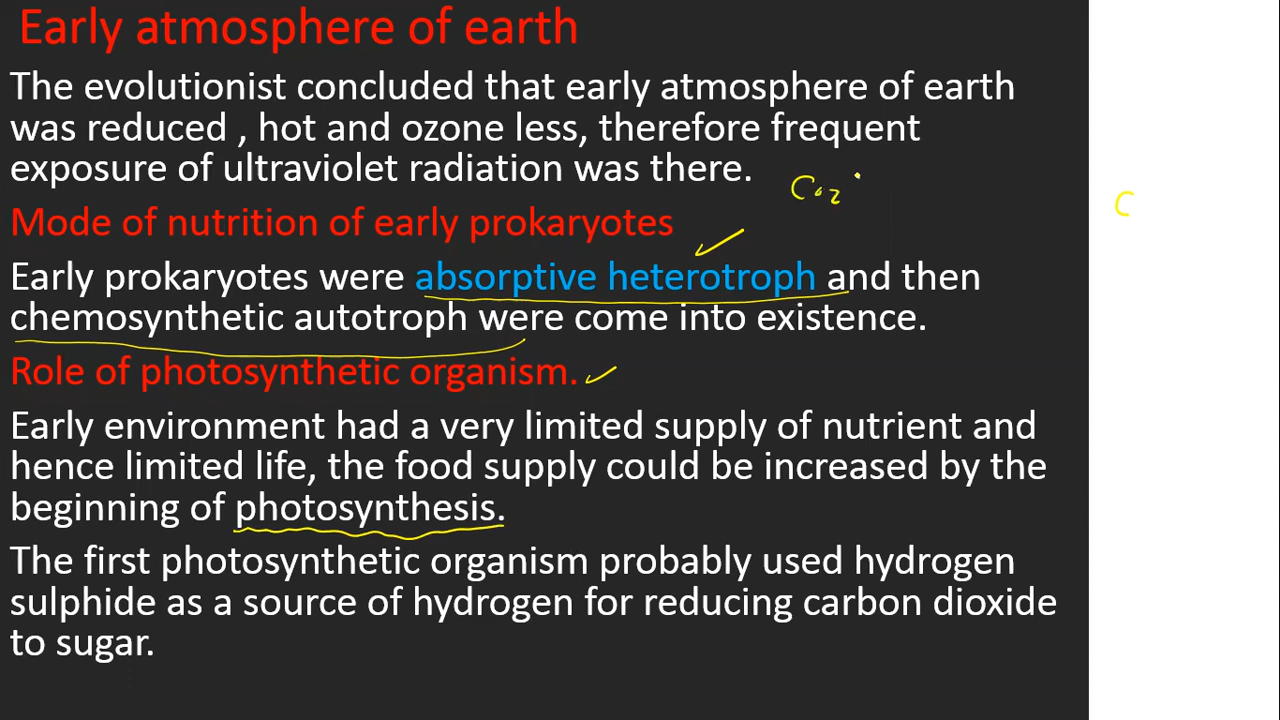 Early atmosphere of earth
The evolutionist concluded that early atmosphere of earth
was reduced , hot and ozone less, therefore frequent
exposure of ultraviolet radiation was there.
Co2
C
Mode of nutrition of early prokaryotes
Early prokaryotes were absorptive heterotroph and then
chemosynthetic autotroph were come into existence.
Role of photosynthetic organism.
Early environment had a very limited supply of nutrient and
hence limited life, the food supply could be increased by the
beginning of photosynthesis.
The first photosynthetic organism probably used hydrogen
sulphide as a source of hydrogen for reducing carbon dioxide
to sugar.